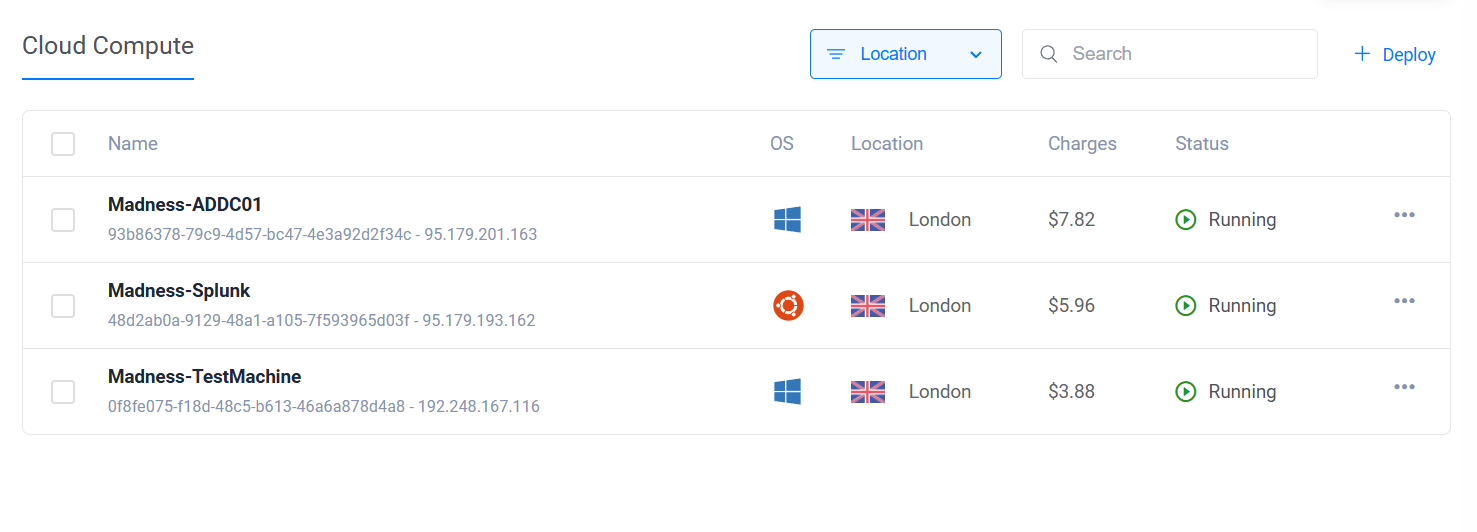 Cloud Compute
Location
Search
Deploy
Name OS Location Charges Status
Madness-ADDC01
93b86378-79c9-4d57-bc47-4e3a92d2f34c - 95.179.201.163
London $7.82 Running
Madness-Splunk
48d2ab0a-9129-48a1-a105-7f593965d03f - 95.179.193.162
London $5.96 Running
Madness-TestMachine
0f8fe075-f18d-48c5-b613-46a6a878d4a8 - 192.248.167.116
London $3.88 Running